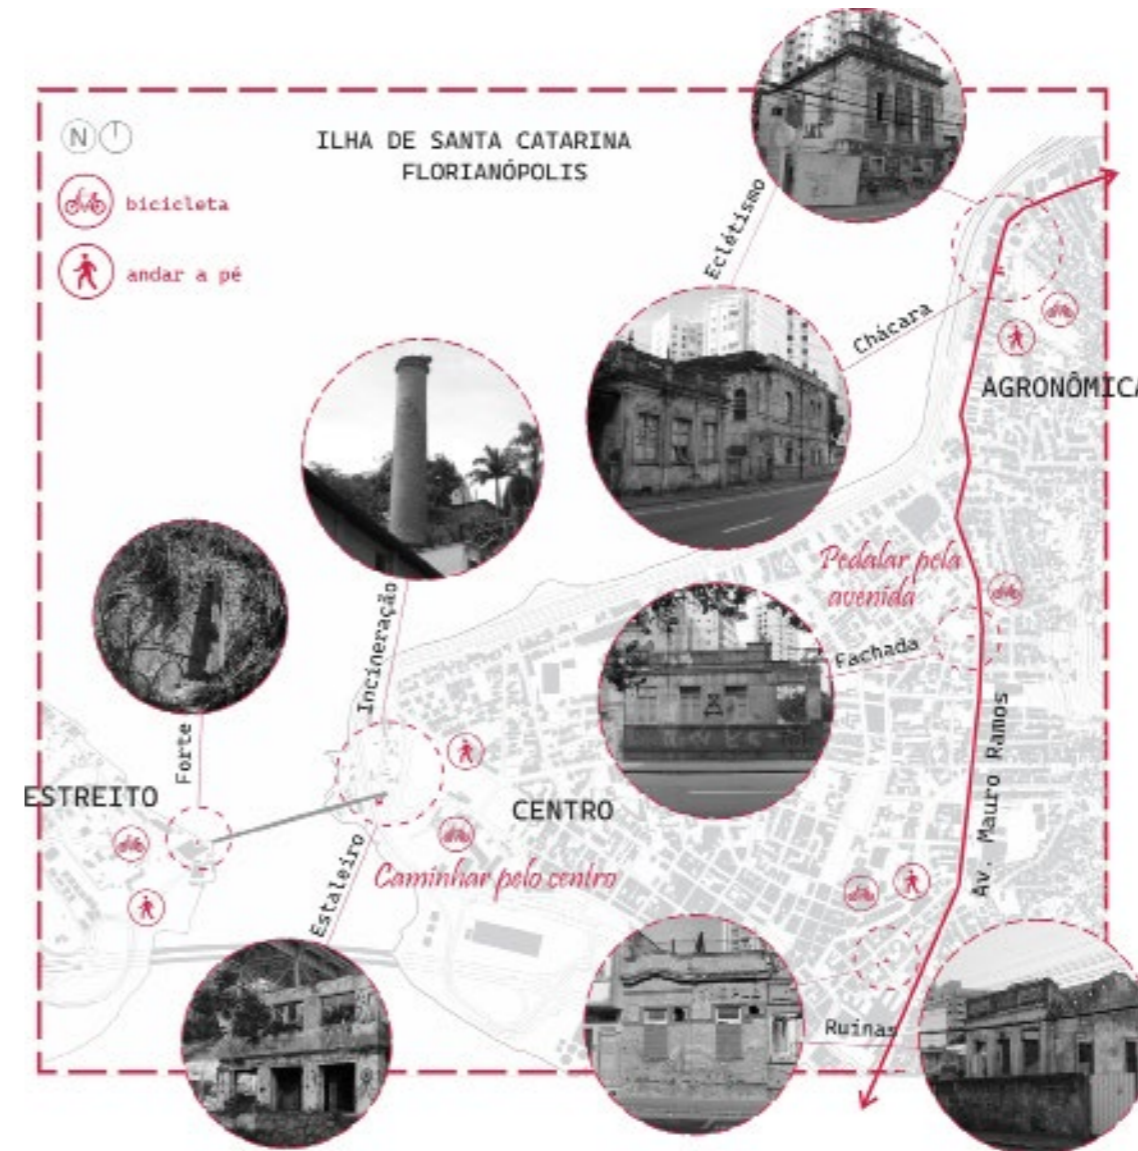 N
ILHA DE SANTA CATARINA
FLORIANÓPOLIS
bicicleta
andar a pé
Eclétismo
Chácara
AGRONÔMICA
Incineração
Pedalar pela
avenida
Fachada
Forte
ESTREITO
CENTRO
Av. Mauro Ramos
Estaleiro
Caminhar pelo centro
Ruínas